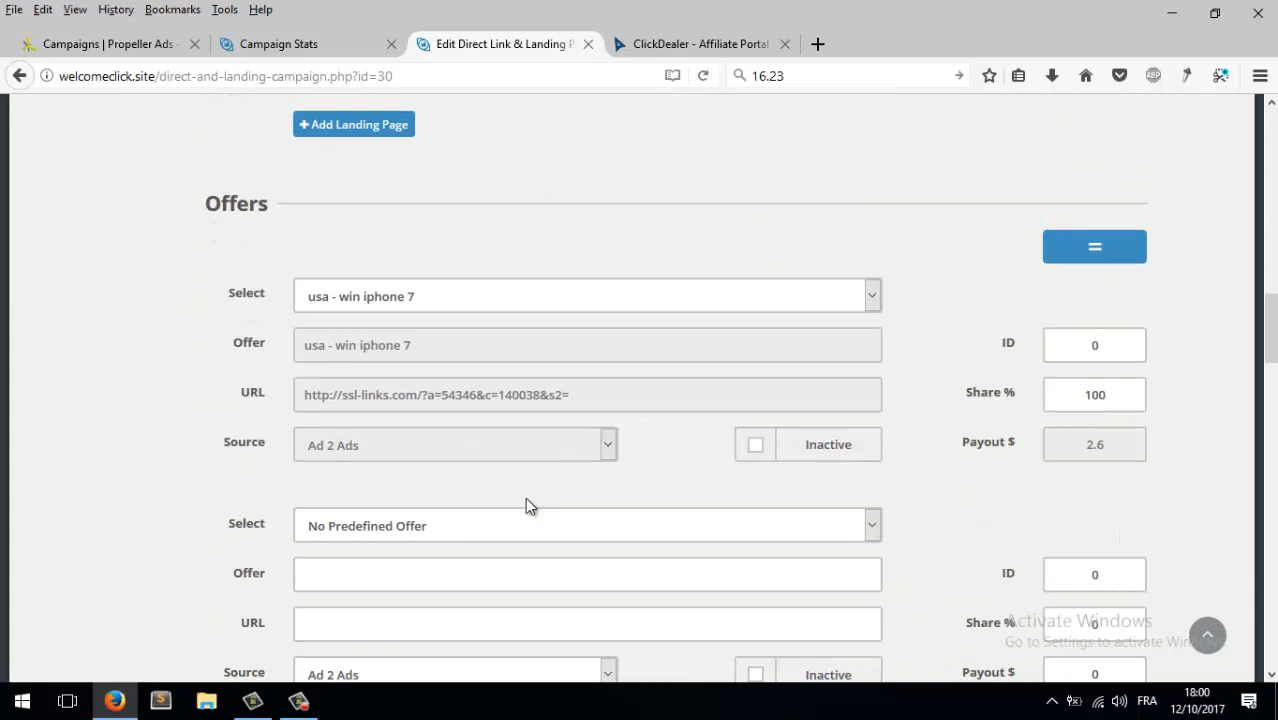 File Edit View History Bookmarks Tools Help
Campaigns | Propeller Ads - Campaign Stats Edit Direct Link & Landing P ClickDealer - Affiliate Portal
welcomeclick.site/direct-and-landing-campaign.php?id=30 16.23
ABP
+ Add Landing Page
Offers
=
Select usa - win iphone 7
Offer usa - win iphone 7 ID 0
URL http://ssl-links.com/?a=54346&c=140038&s2= Share % 100
Source Ad 2 Ads Inactive Payout $ 2.6
Select No Predefined Offer
Offer ID 0
URL Share % 0
Activate Windows
Go to Settings to activate Windows.
Source Ad 2 Ads Inactive Payout $ 0
S FRA 18:00
12/10/2017